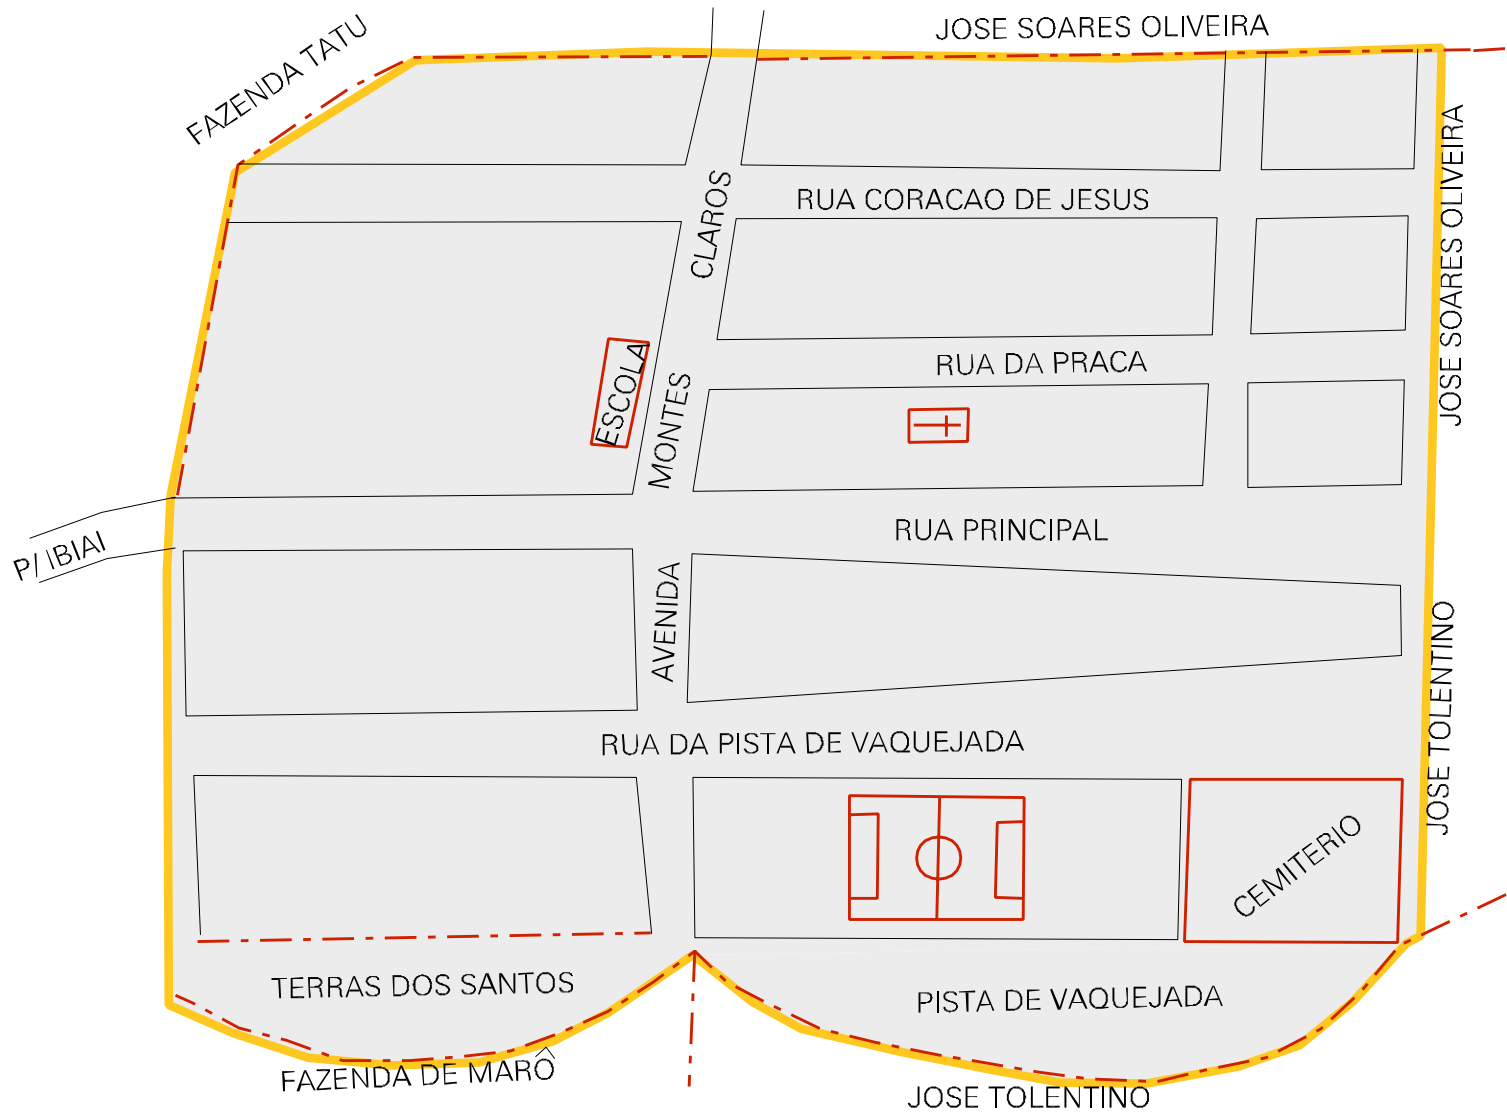 JOSE SOARES OLIVEIRA
FAZENDA TATU
JOSE SOARES OLIVEIRA
RUA CORACAO DE JESUS
AVENIDA MONTES CLAROS
RUA DA PRACA
ESCOLA
RUA PRINCIPAL
P/ IBIAI
JOSE TOLENTINO
RUA DA PISTA DE VAQUEJADA
CEMITERIO
TERRAS DOS SANTOS
PISTA DE VAQUEJADA
FAZENDA DE MARÔ
JOSE TOLENTINO